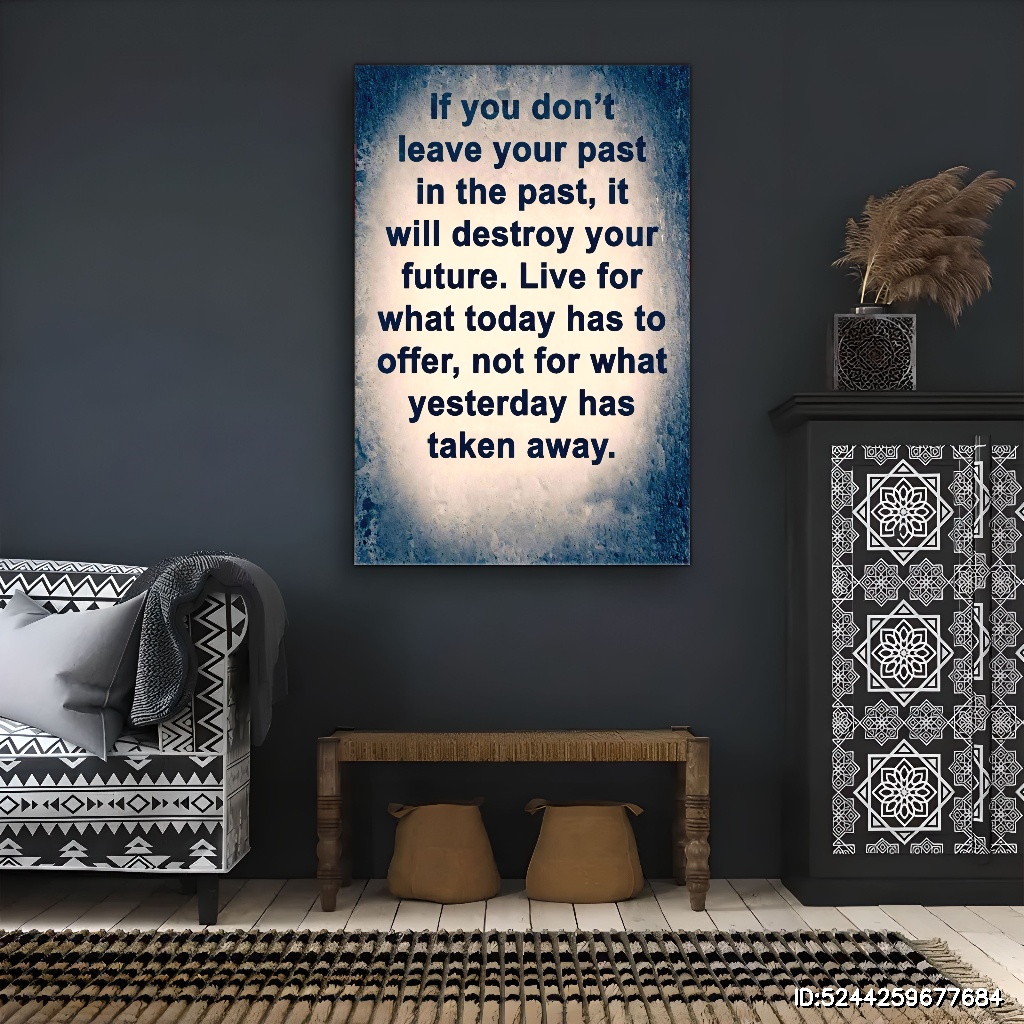 If you don’t
leave your past
in the past, it
will destroy your
future. Live for
what today has to
offer, not for what
yesterday has
taken away.
ID:5244259677684